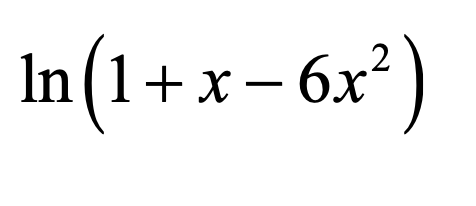 ln(1 + x − 6x²)